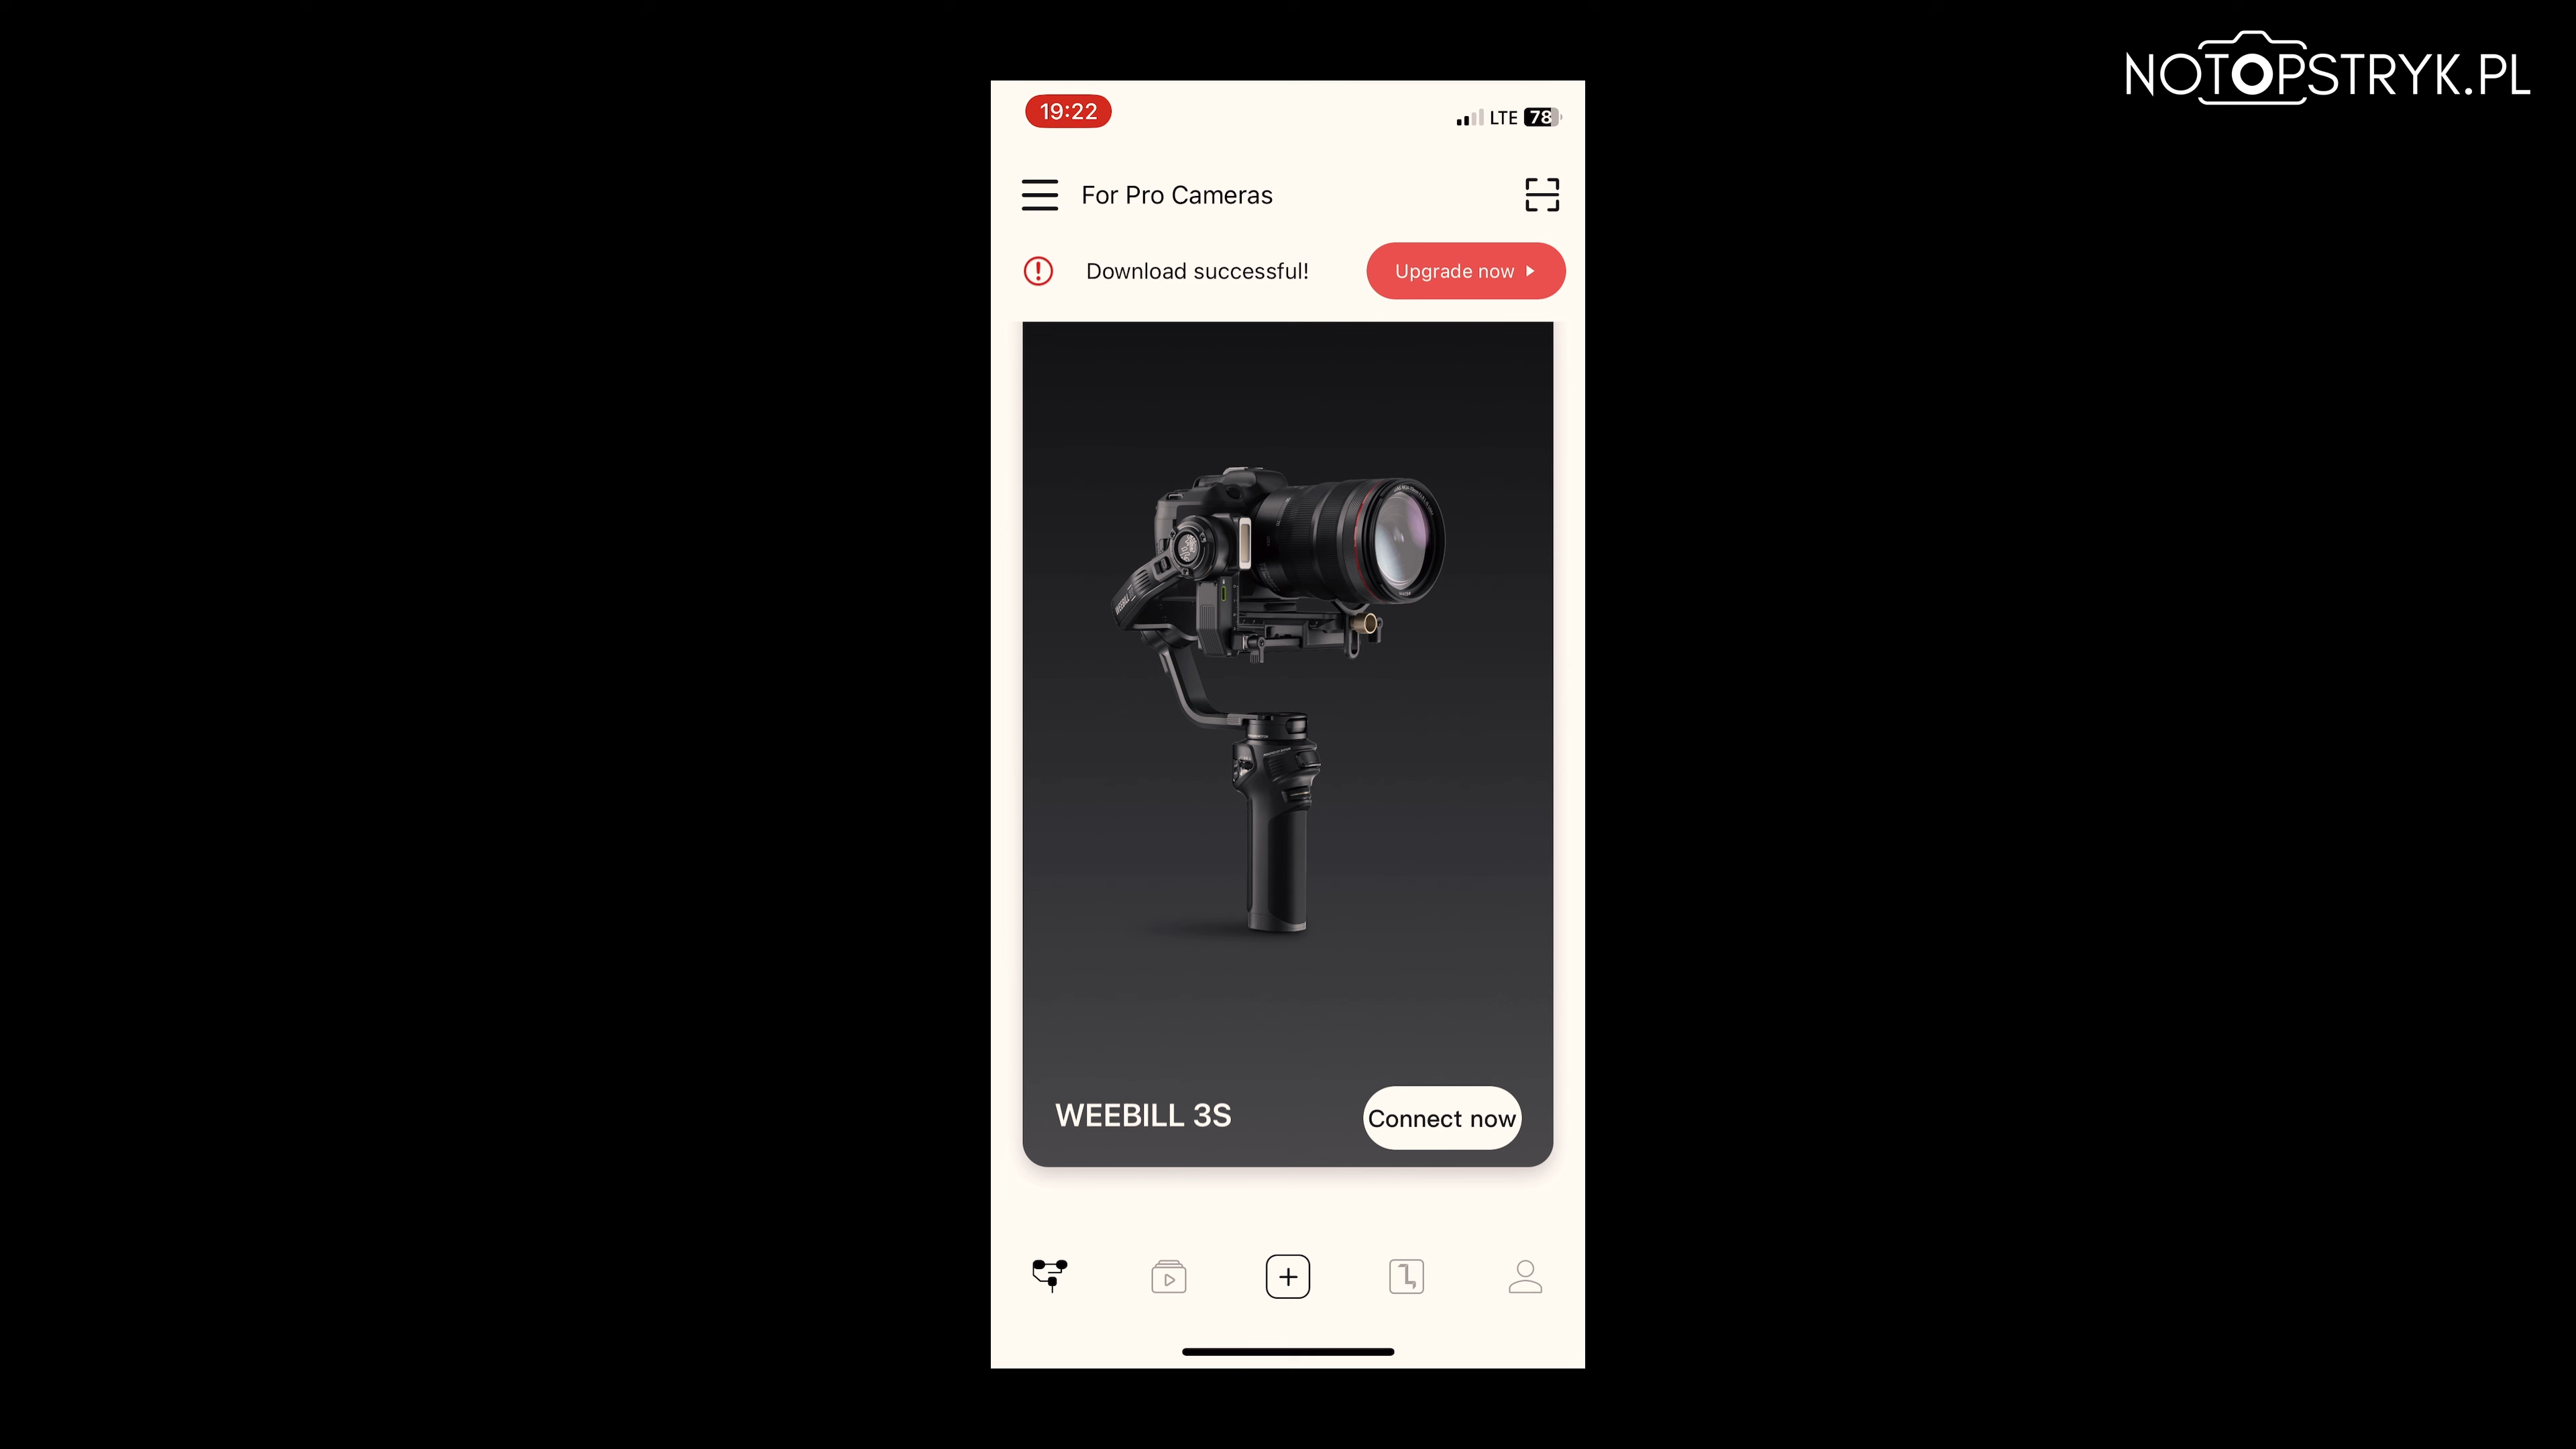 NOTOPSTRYK.PL
19:22
LTE 78
For Pro Cameras
Download successful!
Upgrade now
WEEBILL 3S
Connect now